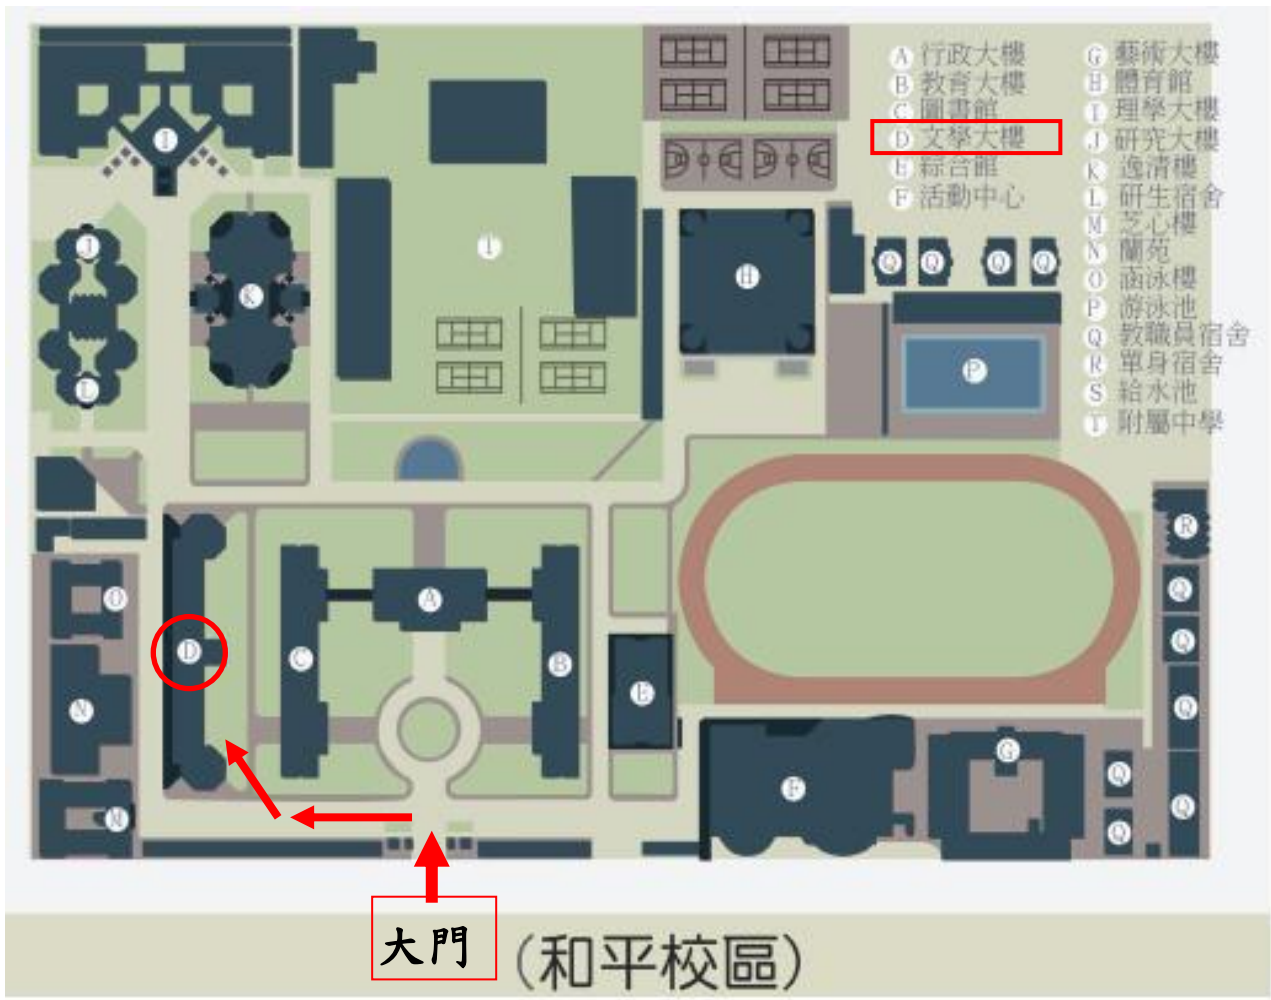 A 行政大樓
B 教育大樓
C 圖書館
D 文學大樓
E 綜合館
F 活動中心
G 藝術大樓
H 體育館
I 理學大樓
J 研究大樓
K 逸清樓
L 研生宿舍
M 芝心樓
N 蘭苑
O 涵泳樓
P 游泳池
Q 教職員宿舍
R 單身宿舍
S 給水池
T 附屬中學
I
J
K
L
T
H
Q
Q
Q
Q
P
R
O
A
Q
D
C
B
Q
N
E
Q
G
F
Q
M
Q
Q
大門
(和平校區)